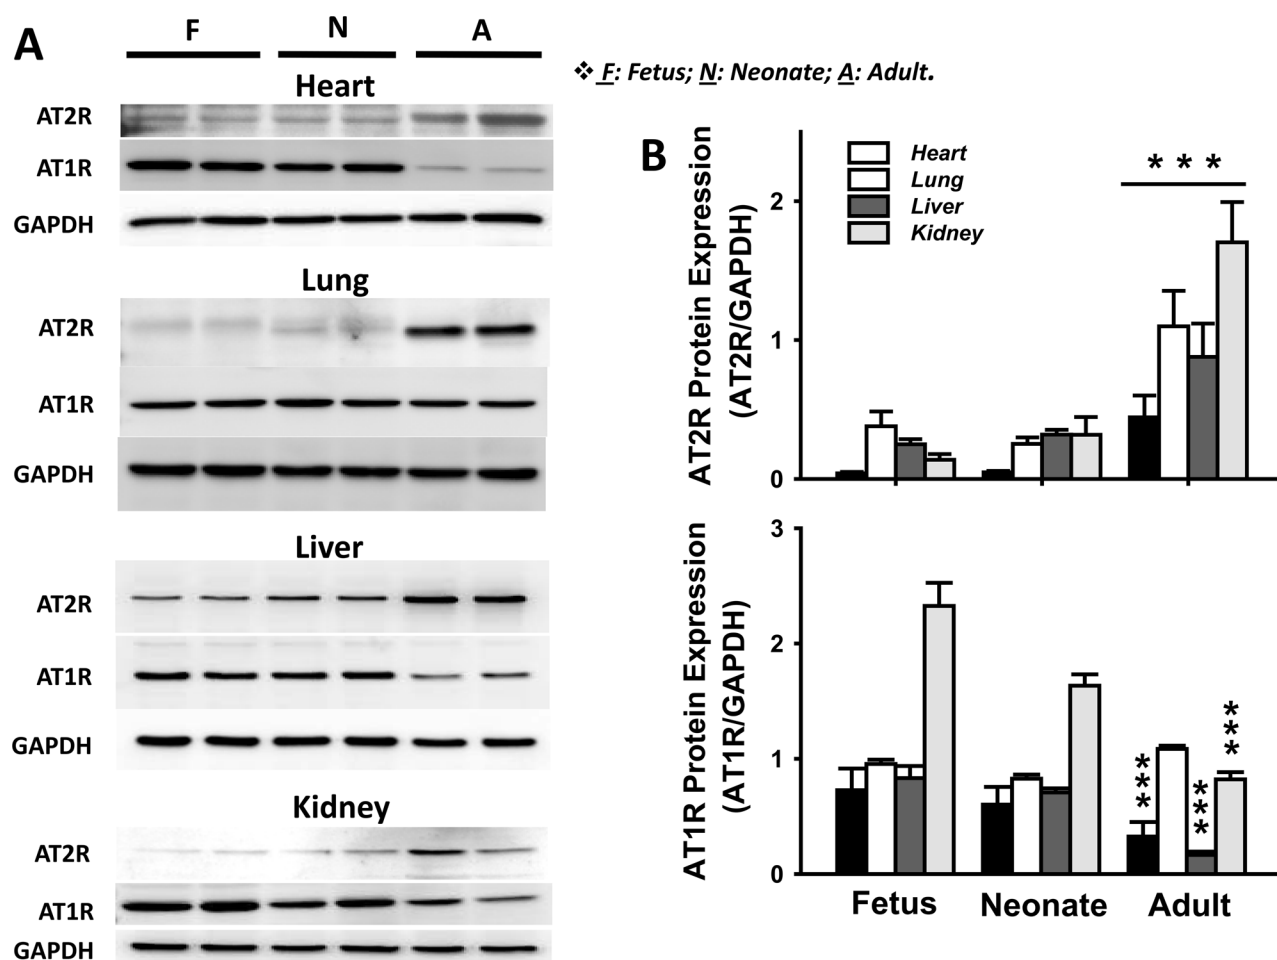 A
F N A
❖ F: Fetus; N: Neonate; A: Adult.
Heart
AT2R
AT1R
GAPDH
Lung
AT2R
AT1R
GAPDH
Liver
AT2R
AT1R
GAPDH
Kidney
AT2R
AT1R
GAPDH
B
AT2R Protein Expression
(AT2R/GAPDH)
2
1
0
Heart
Lung
Liver
Kidney
* * *
AT1R Protein Expression
(AT1R/GAPDH)
3
2
1
0
***
***
***
Fetus Neonate Adult